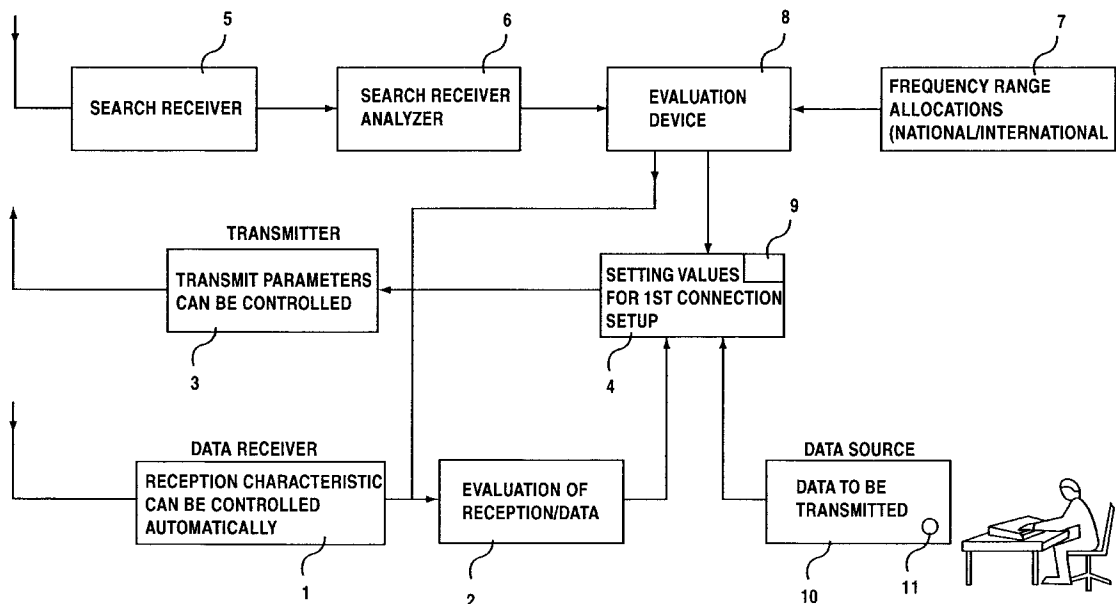 5
6
8
7
SEARCH RECEIVER
SEARCH RECEIVER
ANALYZER
EVALUATION
DEVICE
FREQUENCY RANGE
ALLOCATIONS
(NATIONAL/INTERNATIONAL
9
TRANSMITTER
TRANSMIT PARAMETERS
CAN BE CONTROLLED
SETTING VALUES
FOR 1ST CONNECTION
SETUP
3
4
DATA RECEIVER
RECEPTION CHARACTERISTIC
CAN BE CONTROLLED
AUTOMATICALLY
EVALUATION OF
RECEPTION/DATA
DATA SOURCE
DATA TO BE
TRANSMITTED
1
2
10
11